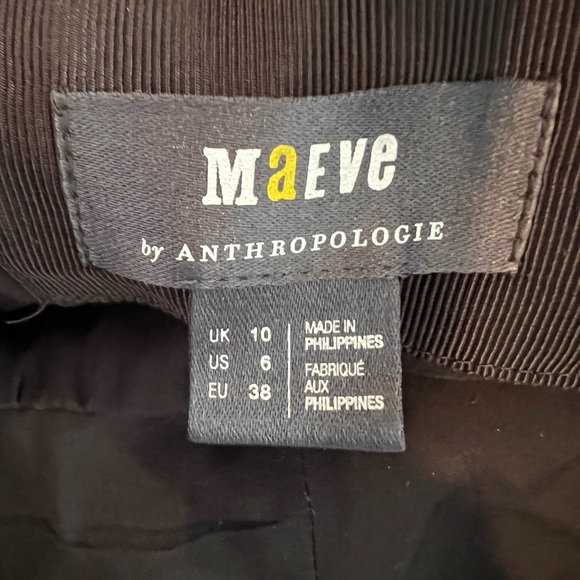 MaEVe
by ANTHROPOLOGIE
UK 10
US 6
EU 38
MADE IN
PHILIPPINES
FABRIQUÉ
AUX
PHILIPPINES